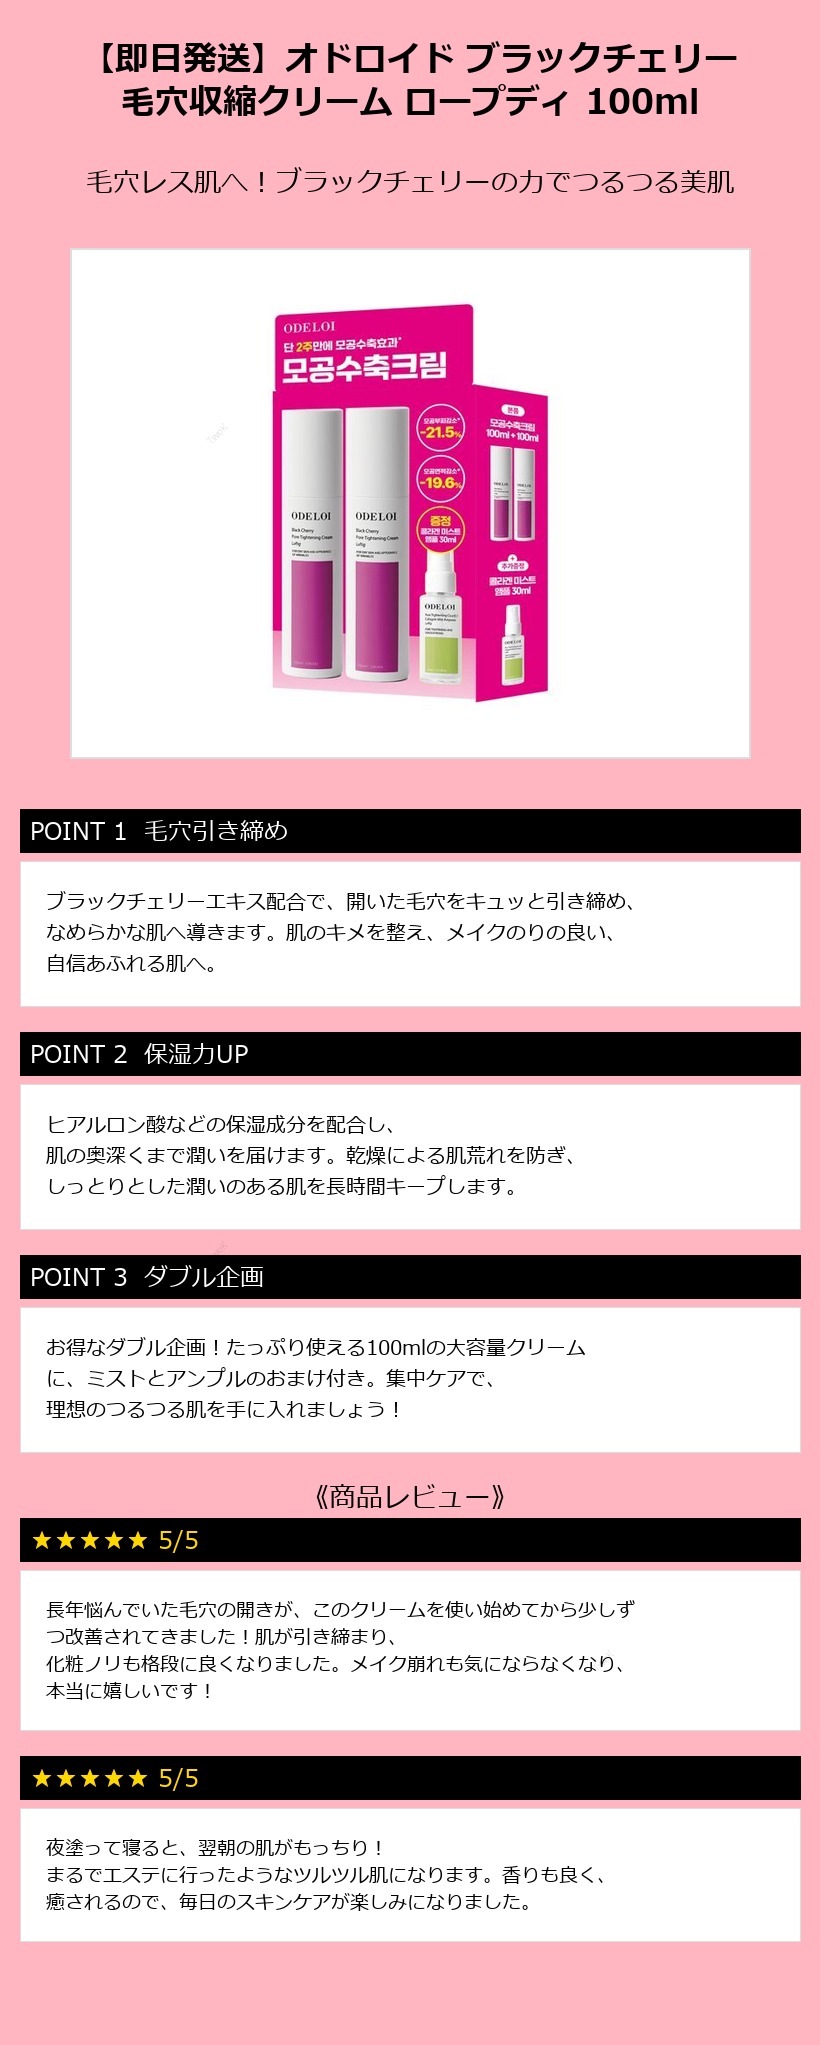 【即日発送】オドロイド ブラックチェリー
毛穴収縮クリーム ロープディ 100ml
毛穴レス肌へ！ブラックチェリーの力でつるつる美肌
ODELOI
단 2주만에 모공수축효과*
모공수축크림
모공부피감소*
-21.5%
모공면적감소*
-19.6%
증정
콜라겐 미스트
앰플 30ml
본품
모공수축크림
100ml + 100ml
+
추가증정
콜라겐 미스트
앰플 30ml
ODELOI
Black Cherry
Pore Tightening Cream
Loftig
ODELOI
Black Cherry
Pore Tightening Cream
Loftig
ODELOI
ODELOI
ODELOI
ODELOI
POINT 1 毛穴引き締め
ブラックチェリーエキス配合で、開いた毛穴をキュッと引き締め、
なめらかな肌へ導きます。肌のキメを整え、メイクのりの良い、
自信あふれる肌へ。
POINT 2 保湿力UP
ヒアルロン酸などの保湿成分を配合し、
肌の奥深くまで潤いを届けます。乾燥による肌荒れを防ぎ、
しっとりとした潤いのある肌を長時間キープします。
POINT 3 ダブル企画
お得なダブル企画！たっぷり使える100mlの大容量クリーム
に、ミストとアンプルのおまけ付き。集中ケアで、
理想のつるつる肌を手に入れましょう！
《商品レビュー》
★★★★★ 5/5
長年悩んでいた毛穴の開きが、このクリームを使い始めてから少しず
つ改善されてきました！肌が引き締まり、
化粧ノリも格段に良くなりました。メイク崩れも気にならなくなり、
本当に嬉しいです！
★★★★★ 5/5
夜塗って寝ると、翌朝の肌がもっちり！
まるでエステに行ったようなツルツル肌になります。香りも良く、
癒されるので、毎日のスキンケアが楽しみになりました。